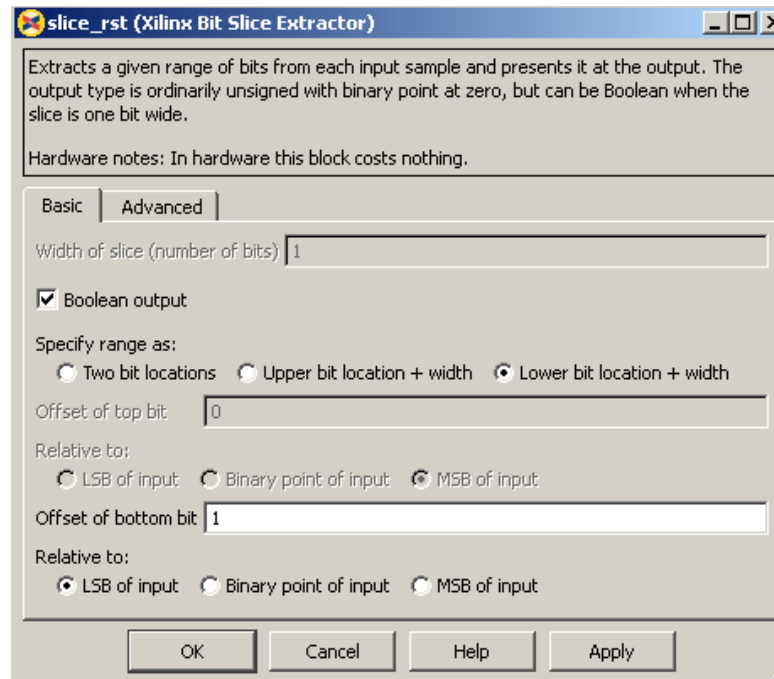 slice_rst (Xilinx Bit Slice Extractor)
Extracts a given range of bits from each input sample and presents it at the output. The
output type is ordinarily unsigned with binary point at zero, but can be Boolean when the
slice is one bit wide.
Hardware notes: In hardware this block costs nothing.
Basic Advanced
Width of slice (number of bits) 1
Boolean output
Specify range as:
Two bit locations Upper bit location + width Lower bit location + width
Offset of top bit 0
Relative to:
LSB of input Binary point of input MSB of input
Offset of bottom bit 1
Relative to:
LSB of input Binary point of input MSB of input
OK Cancel Help Apply